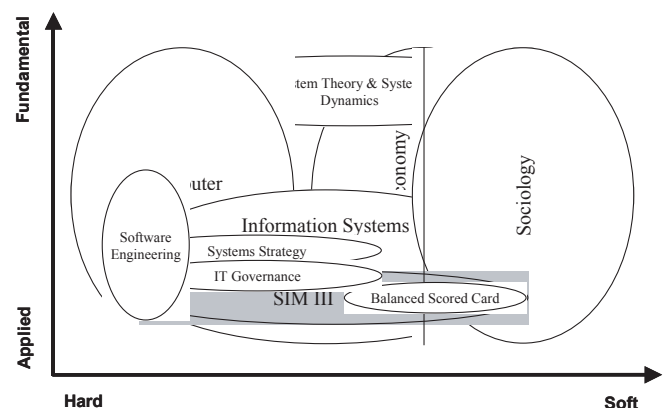 Fundamental
tem Theory & Syste
Dynamics
onomy
Sociology
uter
Information Systems
Software
Engineering
Systems Strategy
IT Governance
SIM III
Balanced Scored Card
Applied
Hard
Soft